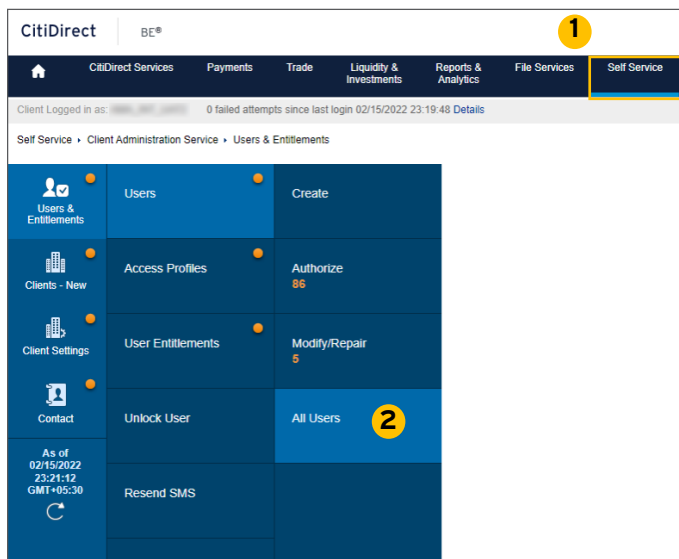 CitiDirect BE®
1
CitiDirect Services Payments Trade Liquidity & Investments Reports & Analytics File Services Self Service
Client Logged in as: 0 failed attempts since last login 02/15/2022 23:19:48 Details
Self Service ▸ Client Administration Service ▸ Users & Entitlements
Users & Entitlements
Clients - New
Client Settings
Contact
As of
02/15/2022
23:21:12
GMT+05:30
Users
Access Profiles
User Entitlements
Unlock User
Resend SMS
Create
Authorize
86
Modify/Repair
5
All Users 2